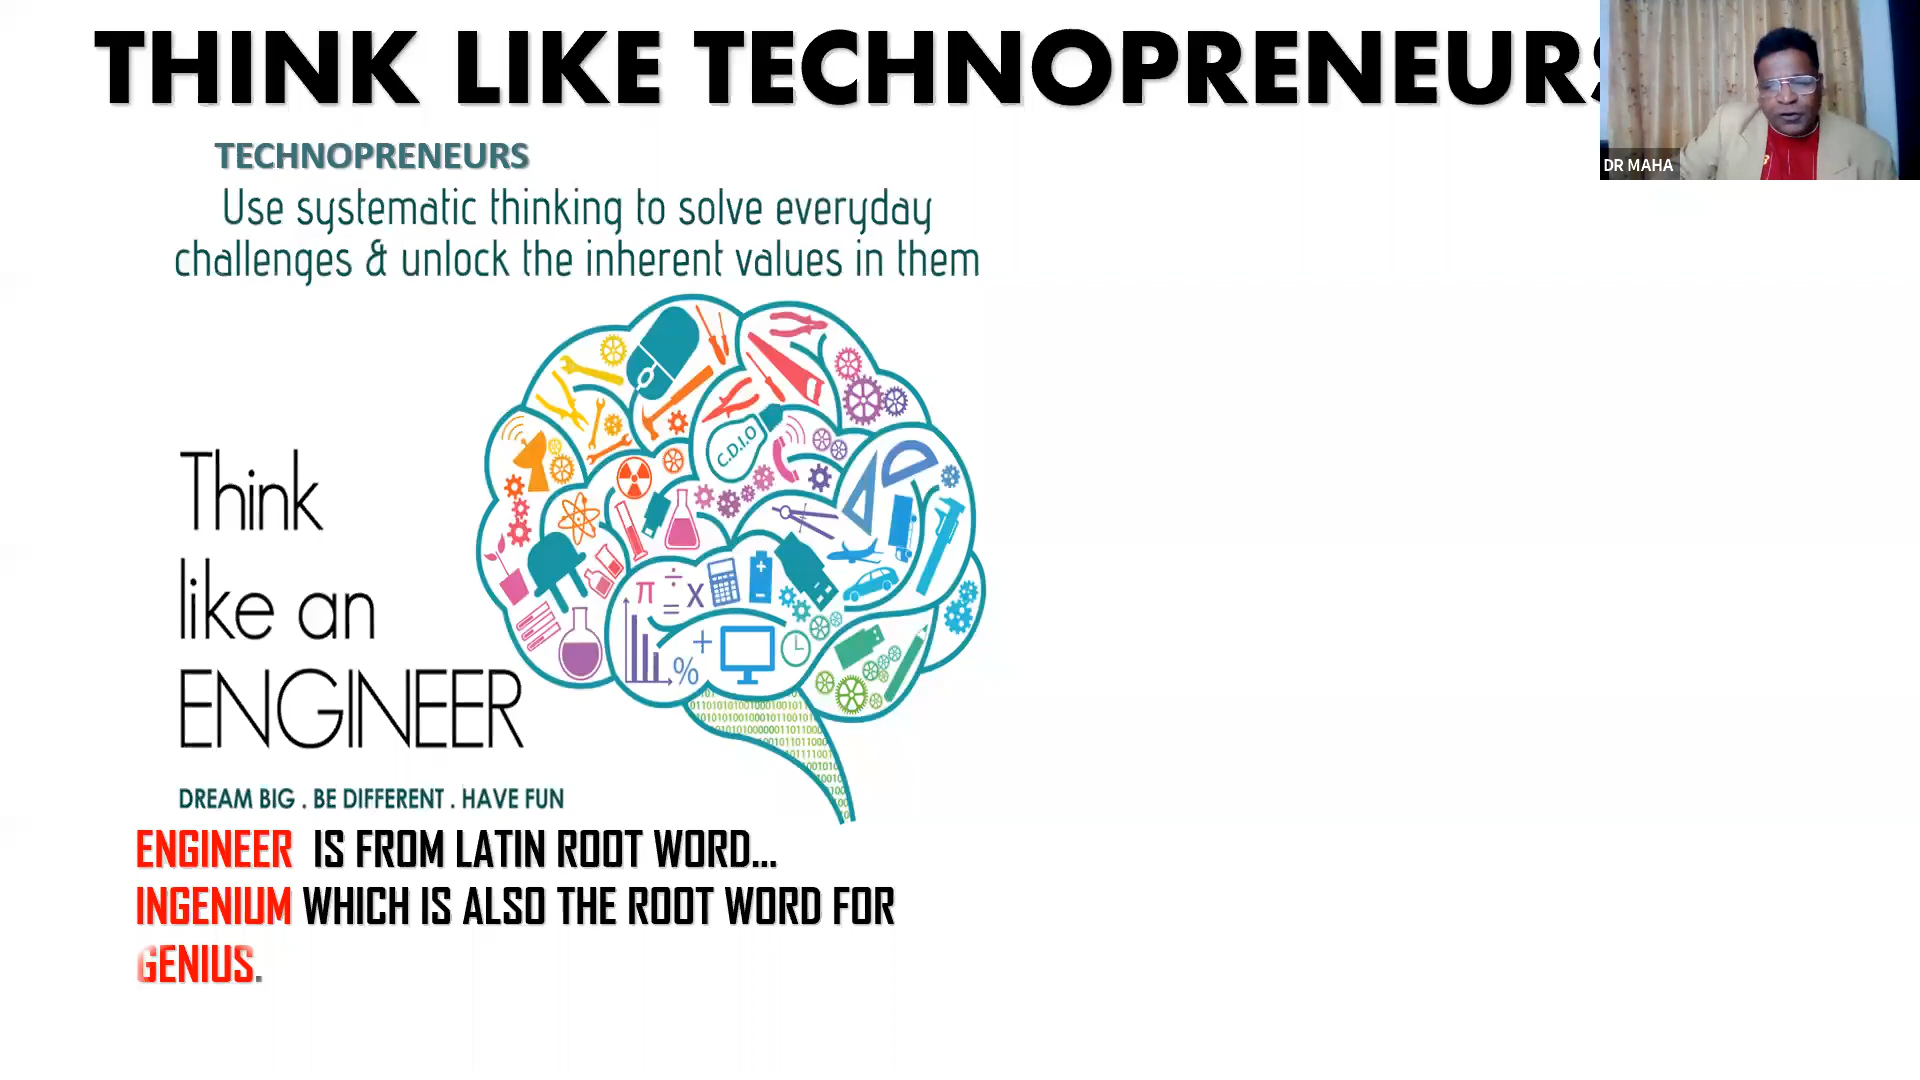 THINK LIKE TECHNOPRENEURS
DR MAHA
TECHNOPRENEURS
Use systematic thinking to solve everyday
challenges & unlock the inherent values in them
C.D.I.O
Think
like an
ENGINEER
π ÷ = x
+
%
DREAM BIG . BE DIFFERENT . HAVE FUN
ENGINEER IS FROM LATIN ROOT WORD...
INGENIUM WHICH IS ALSO THE ROOT WORD FOR
GENIUS.